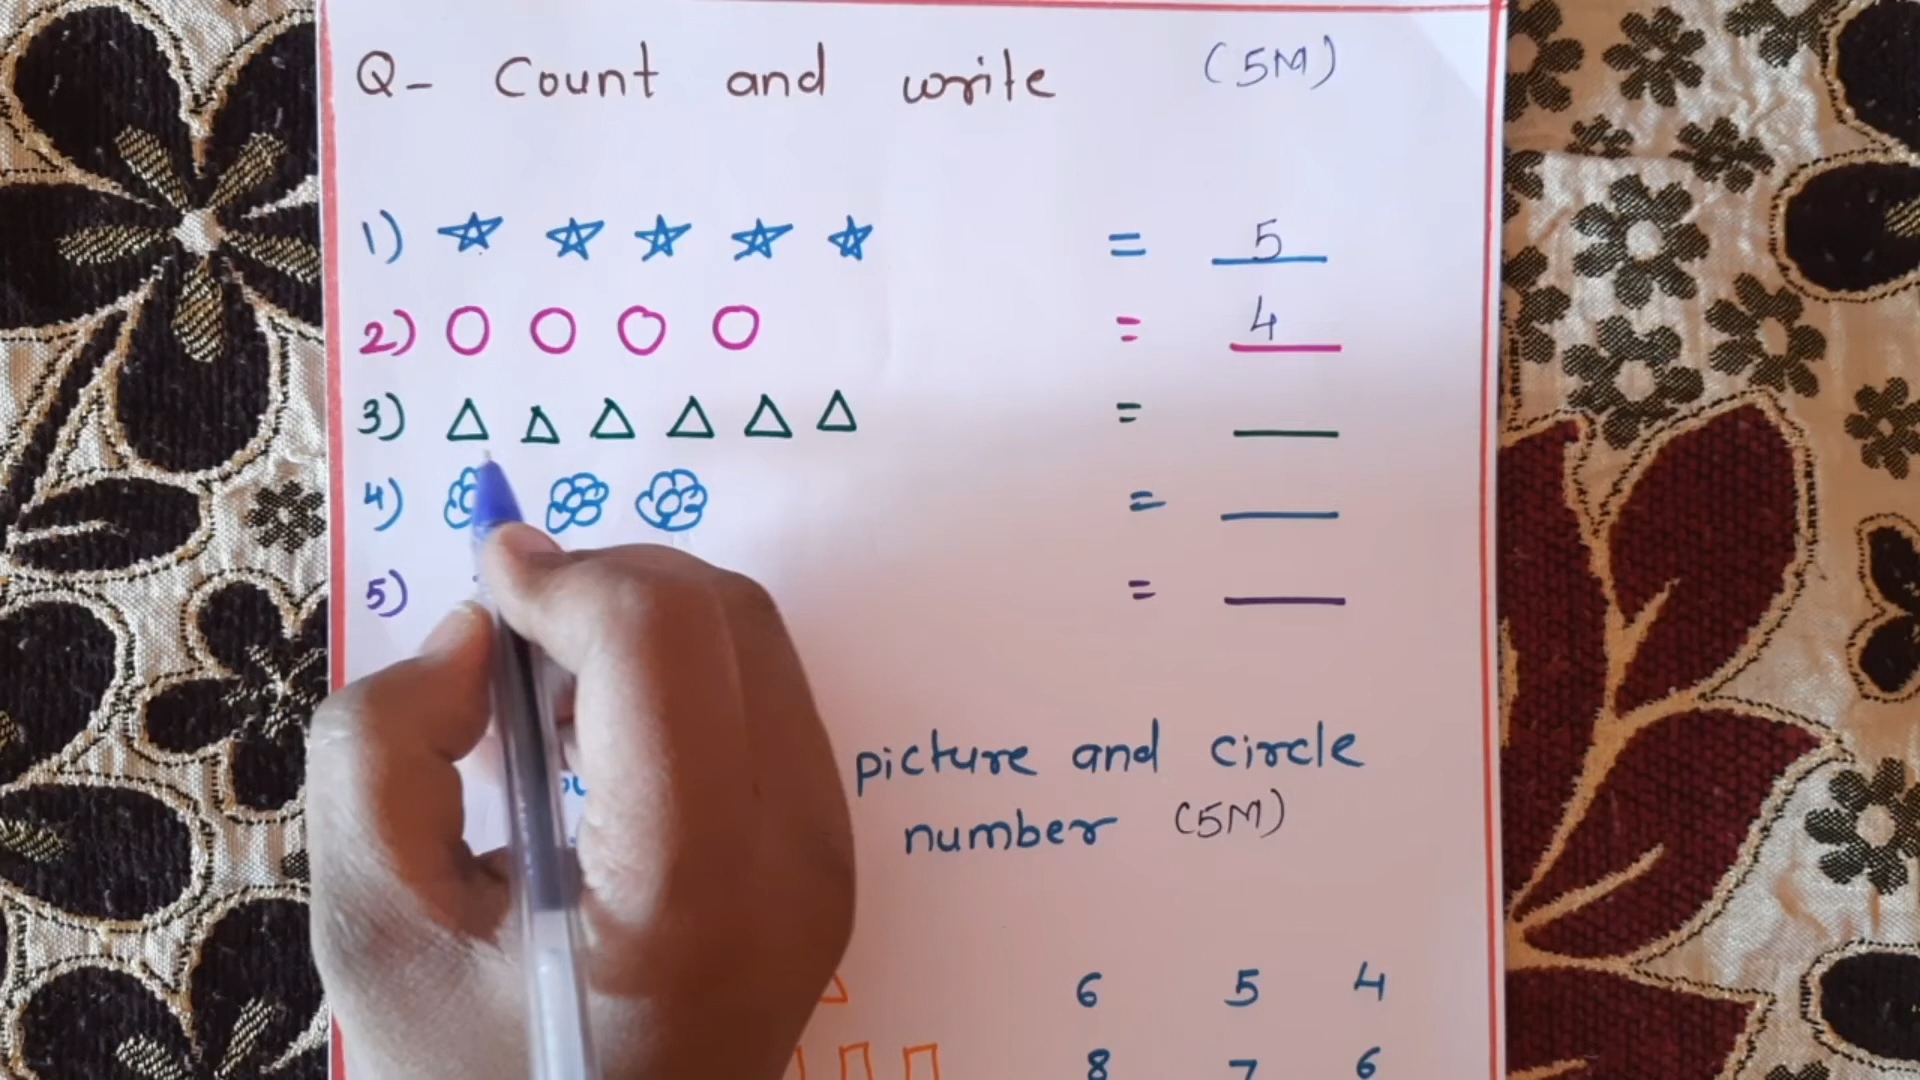 Q- Count and write (5M)
1) = 5
2) = 4
3) =
4) =
5) =
picture and circle
number (5M)
6 5 4
8 7 6